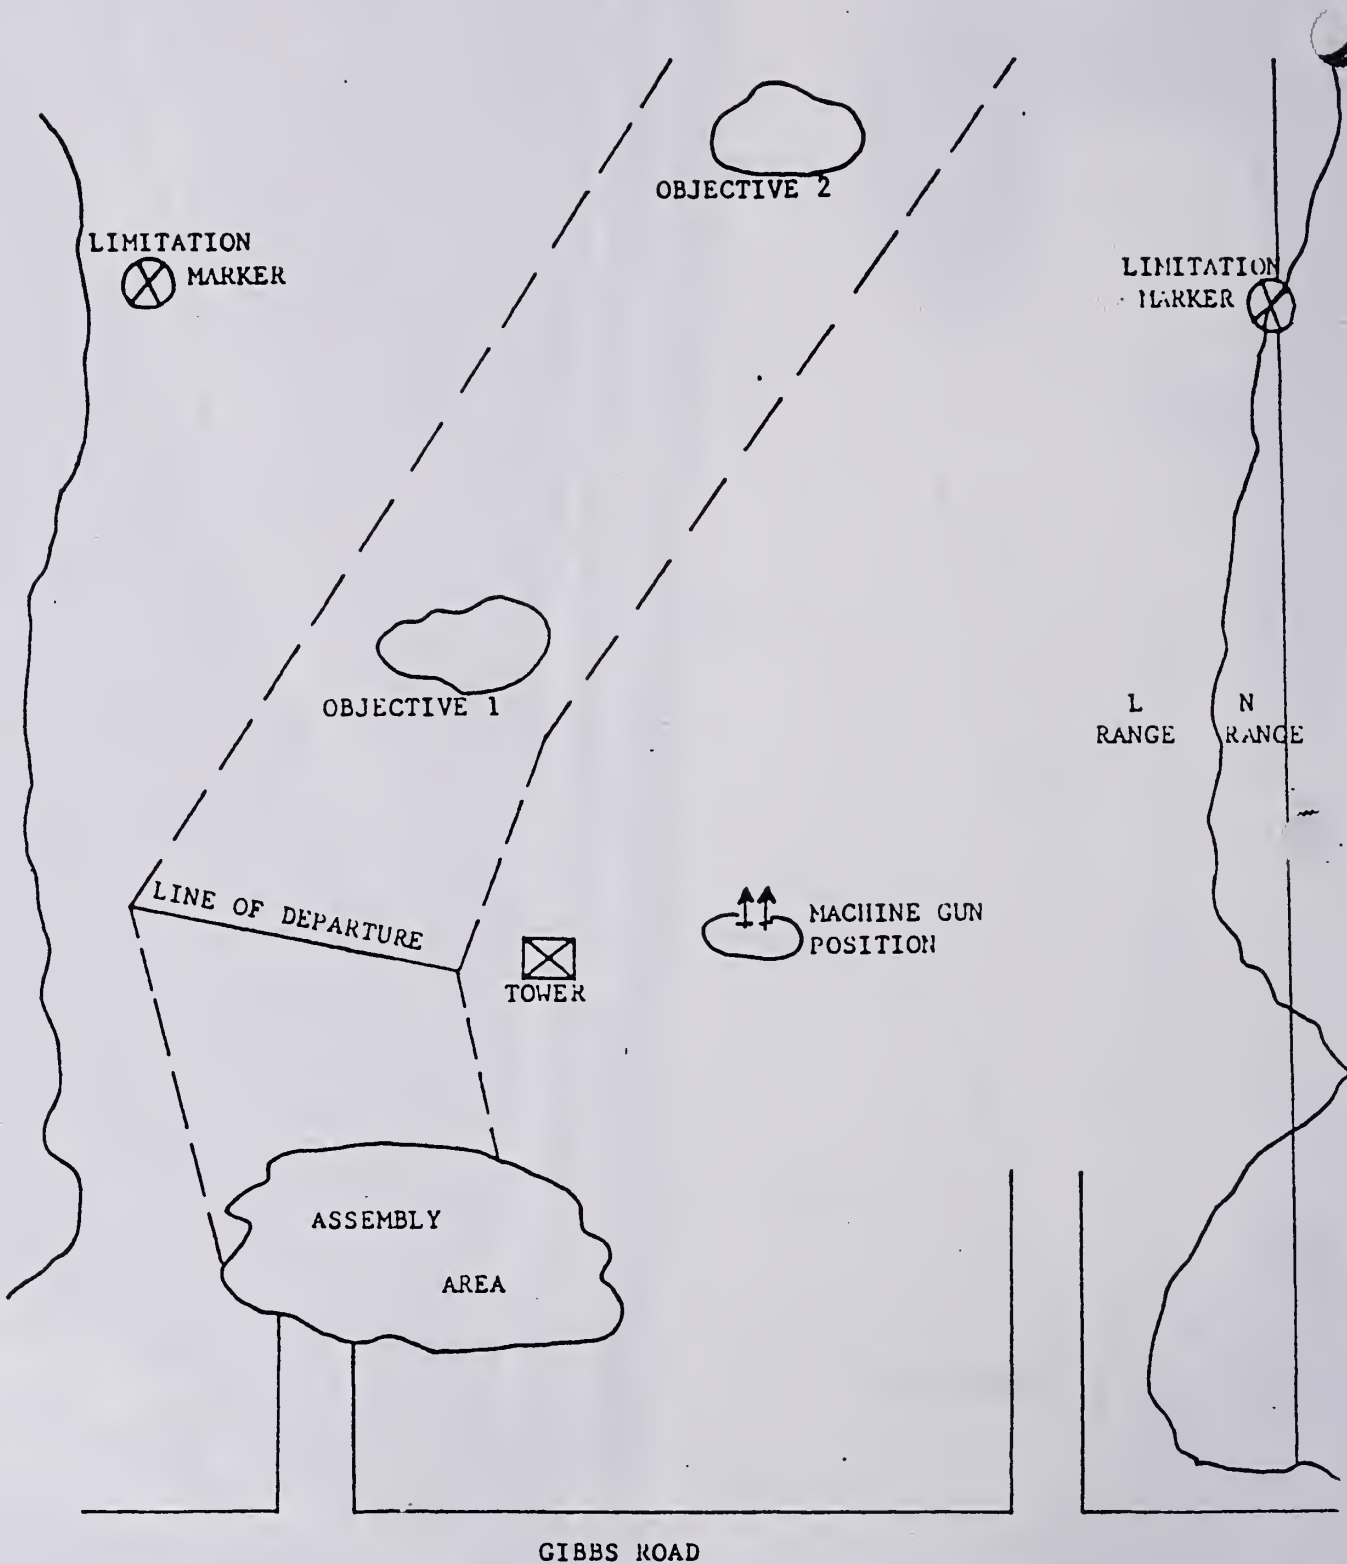 OBJECTIVE 2
LIMITATION
MARKER
LIMITATION
MARKER
OBJECTIVE 1
L
RANGE
N
RANGE
LINE OF DEPARTURE
MACHINE GUN
POSITION
TOWER
ASSEMBLY
AREA
GIBBS ROAD